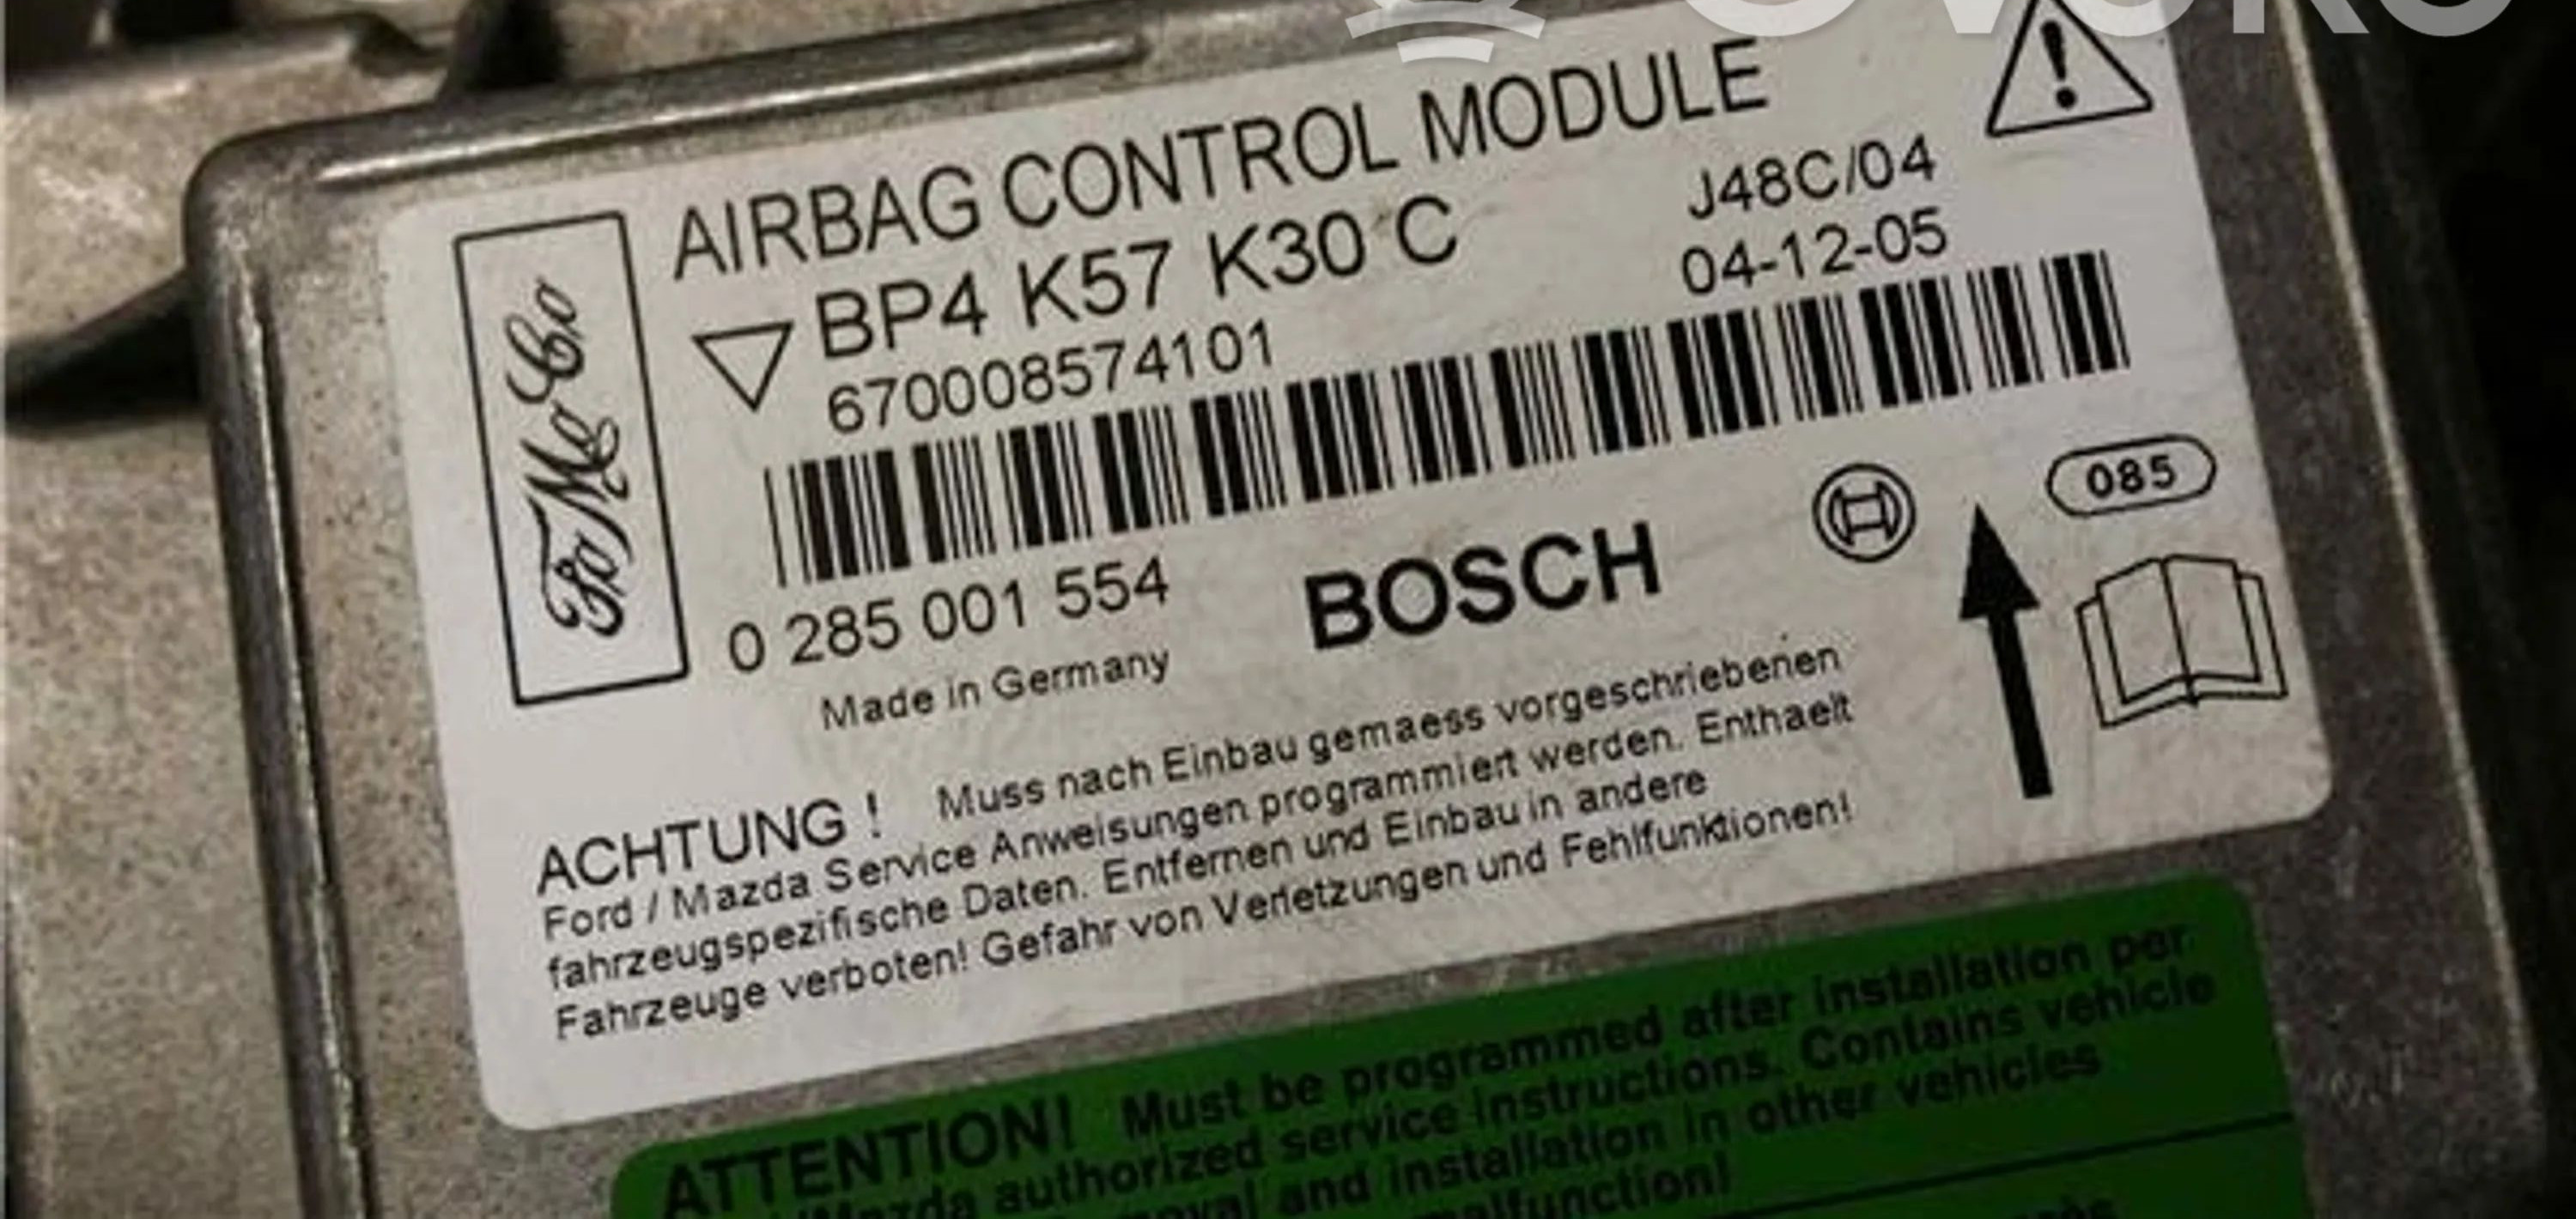 AIRBAG CONTROL MODULE
BP4 K57 K30 C
J48C/04
670008574101
04-12-05
FoMoCo
0 285 001 554
BOSCH
085
Made in Germany
ACHTUNG ! Muss nach Einbau gemaess vorgeschriebenen
Ford / Mazda Service Anweisungen programmiert werden. Enthaelt
fahrzeugspezifische Daten. Entfernen und Einbau in andere
Fahrzeuge verboten! Gefahr von Verletzungen und Fehlfunktionen!
ATTENTION! Must be programmed after installation per
/Mazda authorized service instructions. Contains vehicle
and installation in other vehicles
malfunction!